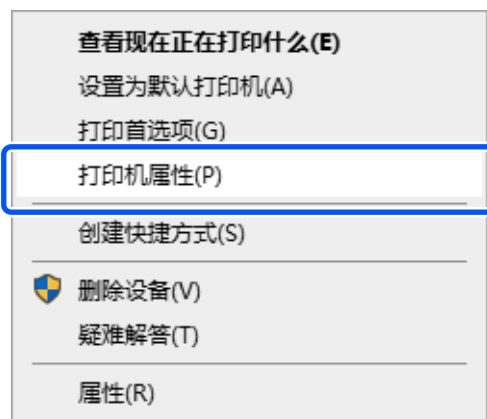 查看现在正在打印什么(E)
设置为默认打印机(A)
打印首选项(G)
打印机属性(P)
创建快捷方式(S)
删除设备(V)
疑难解答(T)
属性(R)